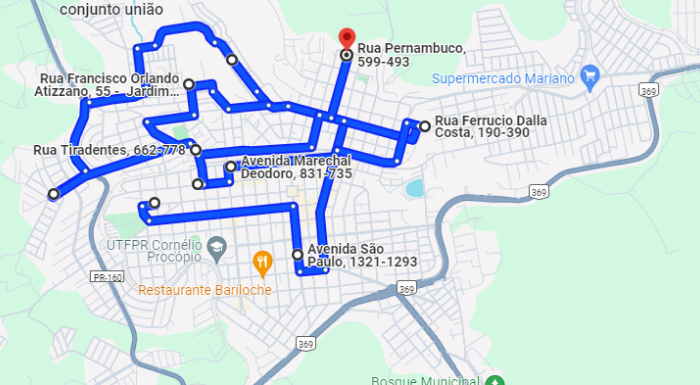 conjunto união
Rua Pernambuco,
599-493
Rua Francisco Orlando
Atizzano, 55 - Jardim...
Supermercado Mariano
369
Rua Ferrucio Dalla
Costa, 190-390
Rua Tiradentes, 662-778
Avenida Marechal
Deodoro, 831-735
369
UTFPR Cornélio
Procópio
Avenida São
Paulo, 1321-1293
PR-160
Restaurante Bariloche
369
369
Bosque Municipal